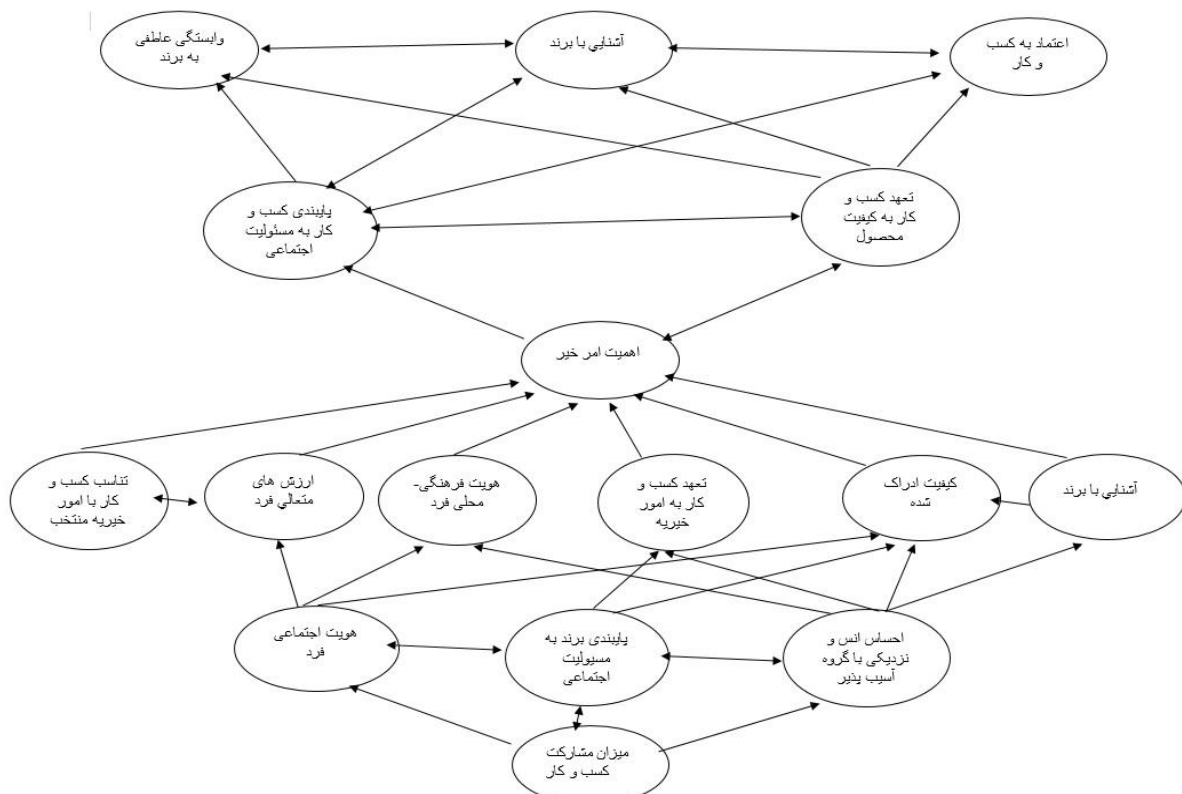 اعتماد به کسب
و کار
آشنایی با برند
وابستگی عاطفی
به برند
تعهد کسب و
کار به کیفیت
محصول
پایبندی کسب و
کار به مسئولیت
اجتماعی
اهمیت امر خیر
آشنایی با برند
کیفیت ادراک
شده
تعهد کسب و
کار به امور
خیریه
هویت فرهنگی-
محلی فرد
ارزش های
متعالی فرد
تناسب کسب و
کار با امور
خیریه منتخب
احساس انس و
نزدیکی با گروه
آسیب پذیر
پایبندی برند به
مسیولیت
اجتماعی
هویت اجتماعی
فرد
میزان مشارکت
کسب و کار